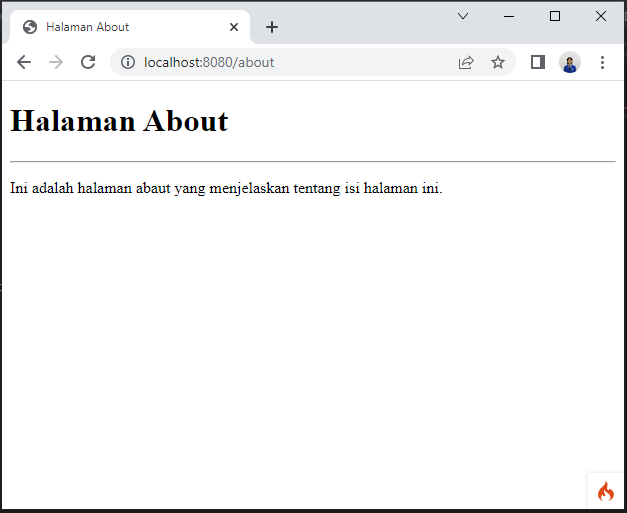 Halaman About
localhost:8080/about
Halaman About
Ini adalah halaman abaut yang menjelaskan tentang isi halaman ini.